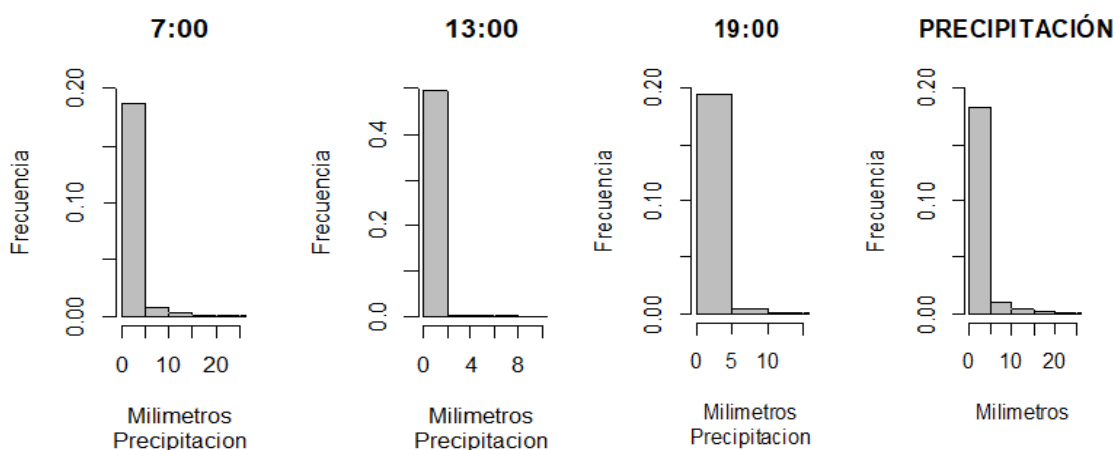 7:00
Frecuencia
0.00 0.10 0.20
0 10 20
Milimetros
Precipitacion
13:00
Frecuencia
0.0 0.2 0.4
0 4 8
Milimetros
Precipitacion
19:00
Frecuencia
0.00 0.10 0.20
0 5 10
Milimetros
Precipitacion
PRECIPITACIÓN
Frecuencia
0.00 0.10 0.20
0 10 20
Milimetros